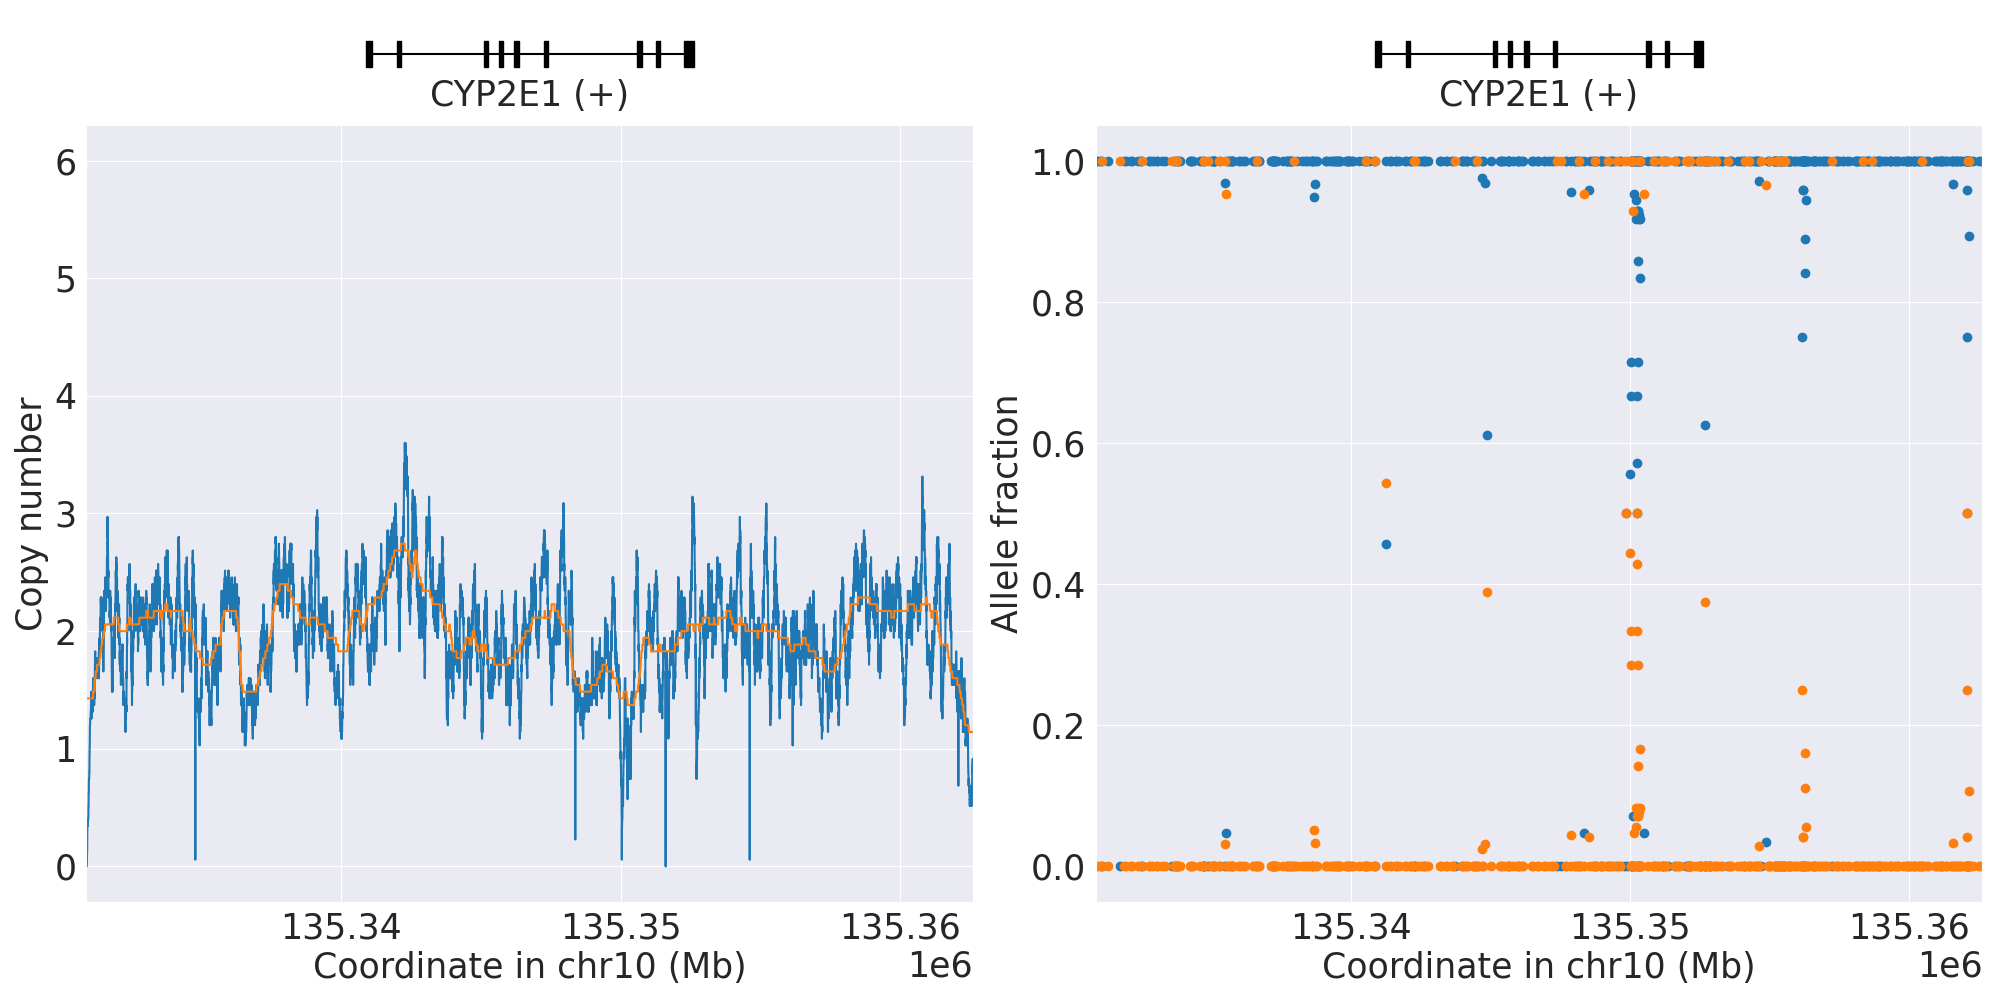 CYP2E1 (+)
CYP2E1 (+)
Copy number
6
5
4
3
2
1
0
135.34
135.35
135.36
Coordinate in chr10 (Mb)
1e6
Allele fraction
1.0
0.8
0.6
0.4
0.2
0.0
135.34
135.35
135.36
Coordinate in chr10 (Mb)
1e6